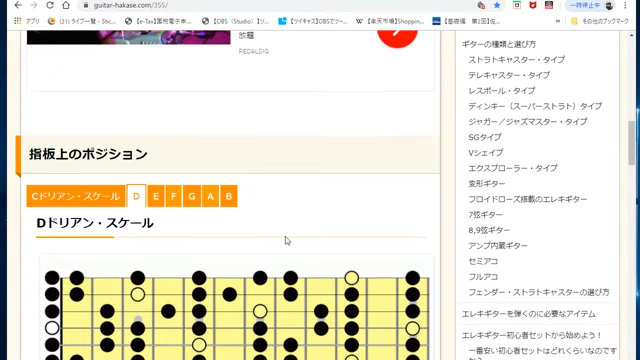 guitar-hakase.com/355/
一時停止中
アプリ
(21) ライブ一覧 - Stic...
[e-Tax]国税電子申...
[OBS（Studio）]ツ...
【ツイキャス】OBSでツー...
【楽天市場】Shopping...
【基礎編 第2回】左...
その他のブックマーク
放題
PEDALDIG
指板上のポジション
Cドリアン・スケール D E F G A B
Dドリアン・スケール
ギターの種類と選び方
ストラトキャスター・タイプ
テレキャスター・タイプ
レスポール・タイプ
ディンキー（スーパーストラト）タイプ
ジャガー／ジャズマスター・タイプ
SGタイプ
Vシェイプ
エクスプローラー・タイプ
変形ギター
フロイドローズ搭載のエレキギター
7弦ギター
8,9弦ギター
アンプ内蔵ギター
セミアコ
フルアコ
フェンダー・ストラトキャスターの選び方
エレキギターを弾くのに必要なアイテム
エレキギター初心者セットから始めよう！
一番安い初心者セットはどれくらいなのです